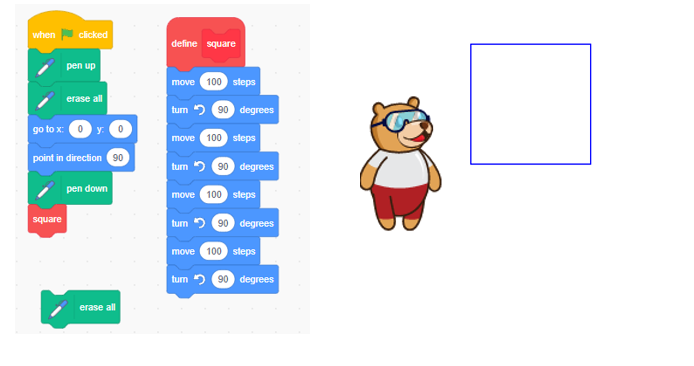 when clicked
pen up
erase all
go to x: 0 y: 0
point in direction 90
pen down
square
erase all
define square
move 100 steps
turn 90 degrees
move 100 steps
turn 90 degrees
move 100 steps
turn 90 degrees
move 100 steps
turn 90 degrees